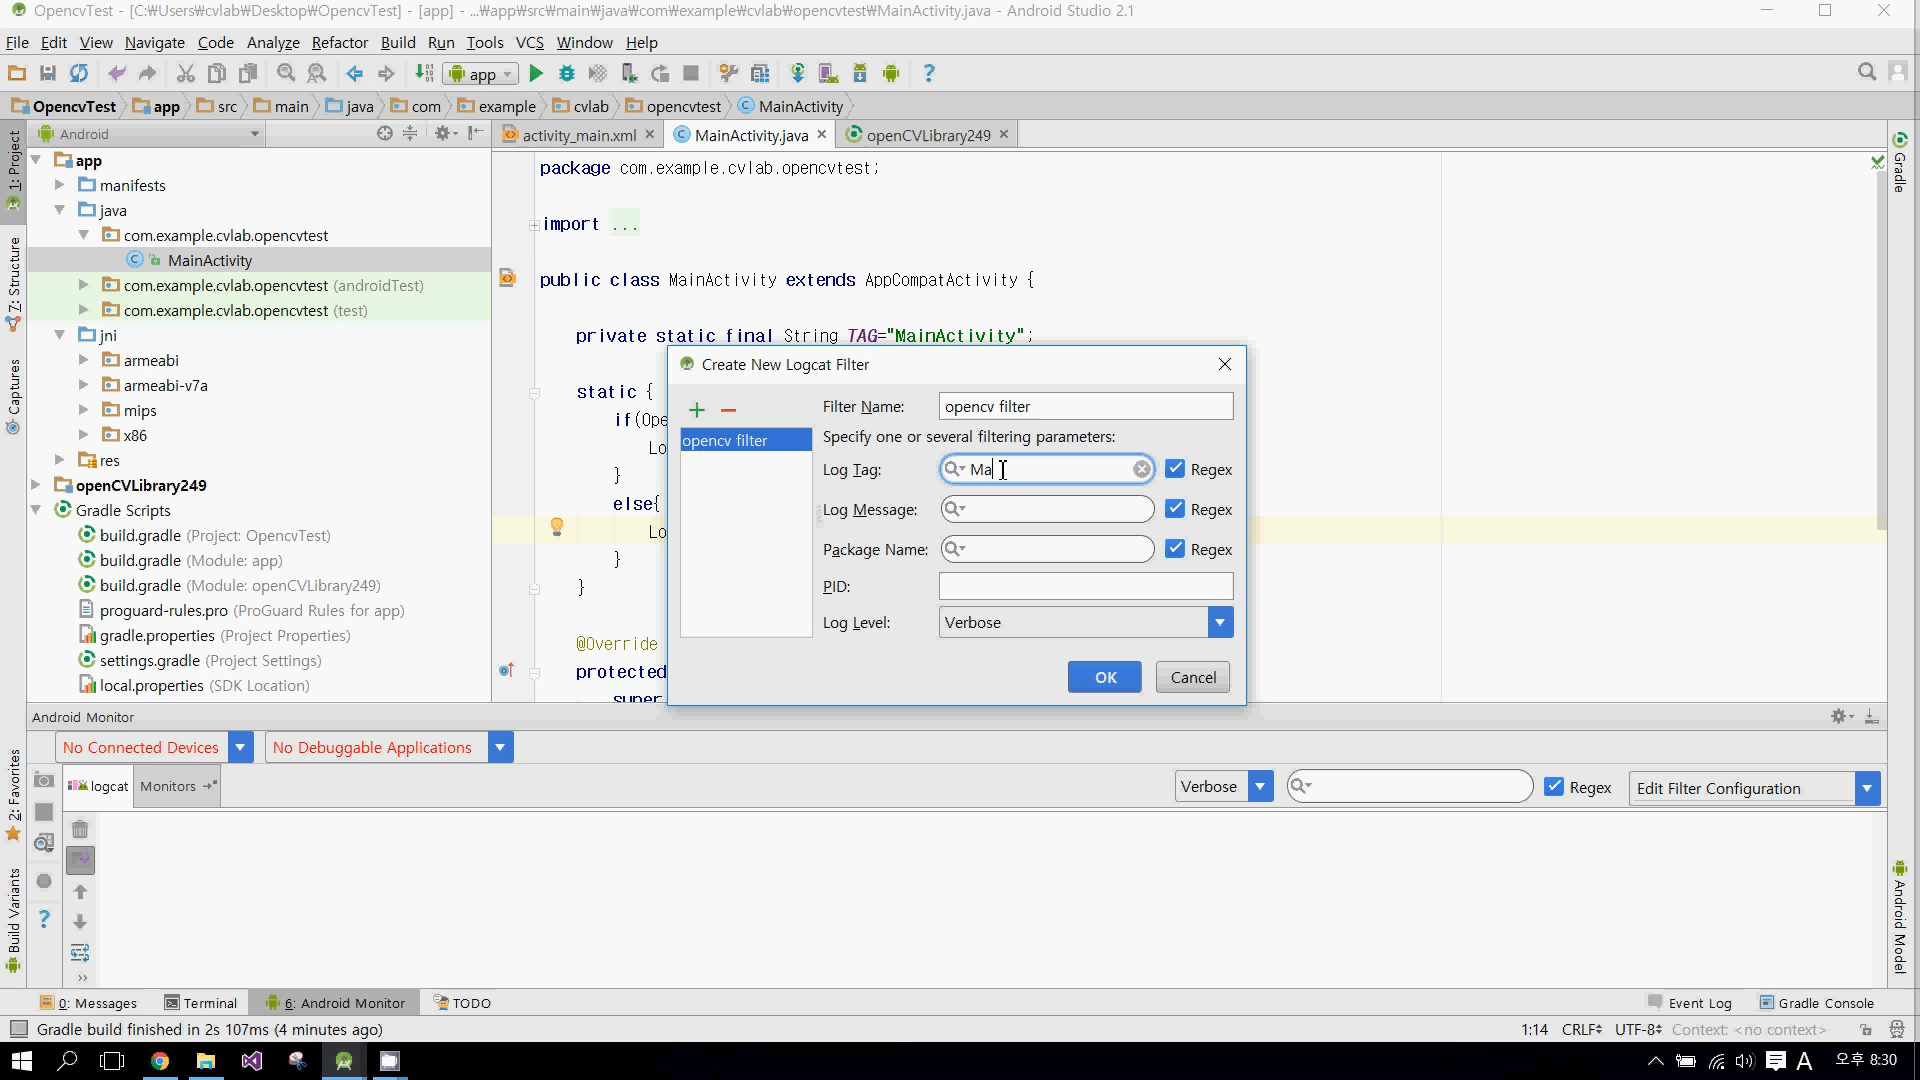 OpencvTest - [C:₩Users₩cvlab₩Desktop₩OpencvTest] - [app] - ...₩app₩src₩main₩java₩com₩example₩cvlab₩opencvtest₩MainActivity.java - Android Studio 2.1
File Edit View Navigate Code Analyze Refactor Build Run Tools VCS Window Help
app
OpencvTest app src main java com example cvlab opencvtest MainActivity
Android
activity_main.xml MainActivity.java openCVLibrary249
1: Project
Z: Structure
Captures
2: Favorites
Build Variants
Gradle
Android Model
app
manifests
java
com.example.cvlab.opencvtest
MainActivity
com.example.cvlab.opencvtest (androidTest)
com.example.cvlab.opencvtest (test)
jni
armeabi
armeabi-v7a
mips
x86
res
openCVLibrary249
Gradle Scripts
build.gradle (Project: OpencvTest)
build.gradle (Module: app)
build.gradle (Module: openCVLibrary249)
proguard-rules.pro (ProGuard Rules for app)
gradle.properties (Project Properties)
settings.gradle (Project Settings)
local.properties (SDK Location)
package com.example.cvlab.opencvtest;
import ...
public class MainActivity extends AppCompatActivity {
private static final String TAG="MainActivity";
static {
if(Ope
Lo
}
else{
Lo
}
}
@Override
protected
super
Create New Logcat Filter
opencv filter
Filter Name: opencv filter
Specify one or several filtering parameters:
Log Tag: Ma Regex
Log Message: Regex
Package Name: Regex
PID:
Log Level: Verbose
OK Cancel
Android Monitor
No Connected Devices No Debuggable Applications
logcat Monitors Verbose Regex Edit Filter Configuration
0: Messages Terminal 6: Android Monitor TODO Event Log Gradle Console
Gradle build finished in 2s 107ms (4 minutes ago) 1:14 CRLF UTF-8 Context: <no context>
A 오후 8:30